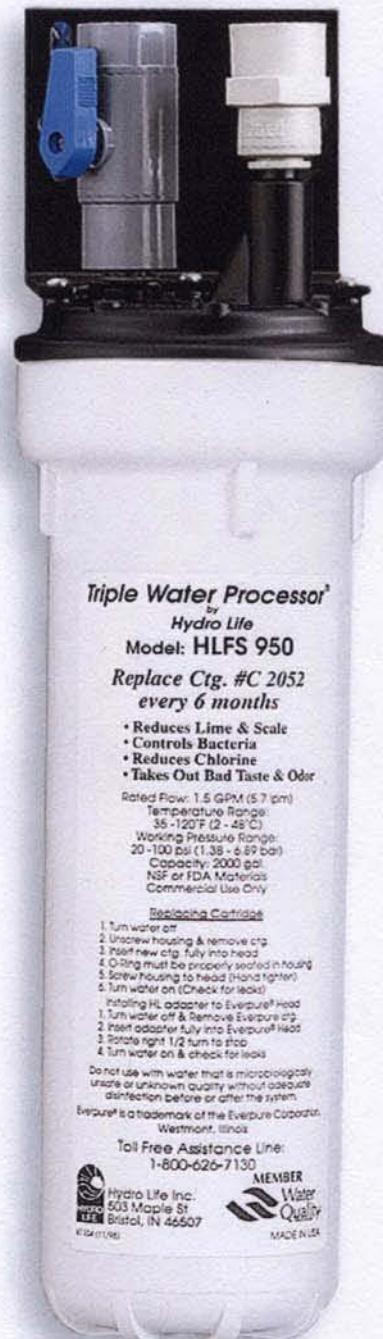 Triple Water Processor®
by
Hydro Life
Model: HLFS 950
Replace Ctg. #C 2052
every 6 months
• Reduces Lime & Scale
• Controls Bacteria
• Reduces Chlorine
• Takes Out Bad Taste & Odor
Rated Flow: 1.5 GPM (5.7 lpm)
Temperature Range:
35 -120°F (2 - 48°C)
Working Pressure Range:
20 -100 psi (1.38 - 6.89 bar)
Capacity: 2000 gal.
NSF or FDA Materials
Commercial Use Only
Replacing Cartridge
1. Turn water off
2. Unscrew housing & remove ctg.
3. Insert new ctg. fully into head
4. O-Ring must be properly seated in housing
5. Screw housing to head (Hand tighten)
6. Turn water on (Check for leaks)
Installing HL adapter to Everpure® Head
1. Turn water off & Remove Everpure ctg.
2. Insert adapter fully into Everpure® Head
3. Rotate right 1/2 turn to stop
4. Turn water on & check for leaks
Do not use with water that is microbiologically
unsafe or unknown quality without adequate
disinfection before or after the system.
Everpure® is a trademark of the Everpure Corporation,
Westmont, Illinois
Toll Free Assistance Line:
1-800-626-7130
HYDRO
LIFE
Hydro Life Inc.
503 Maple St
Bristol, IN 46507
MEMBER
Water
Quality
MADE IN USA